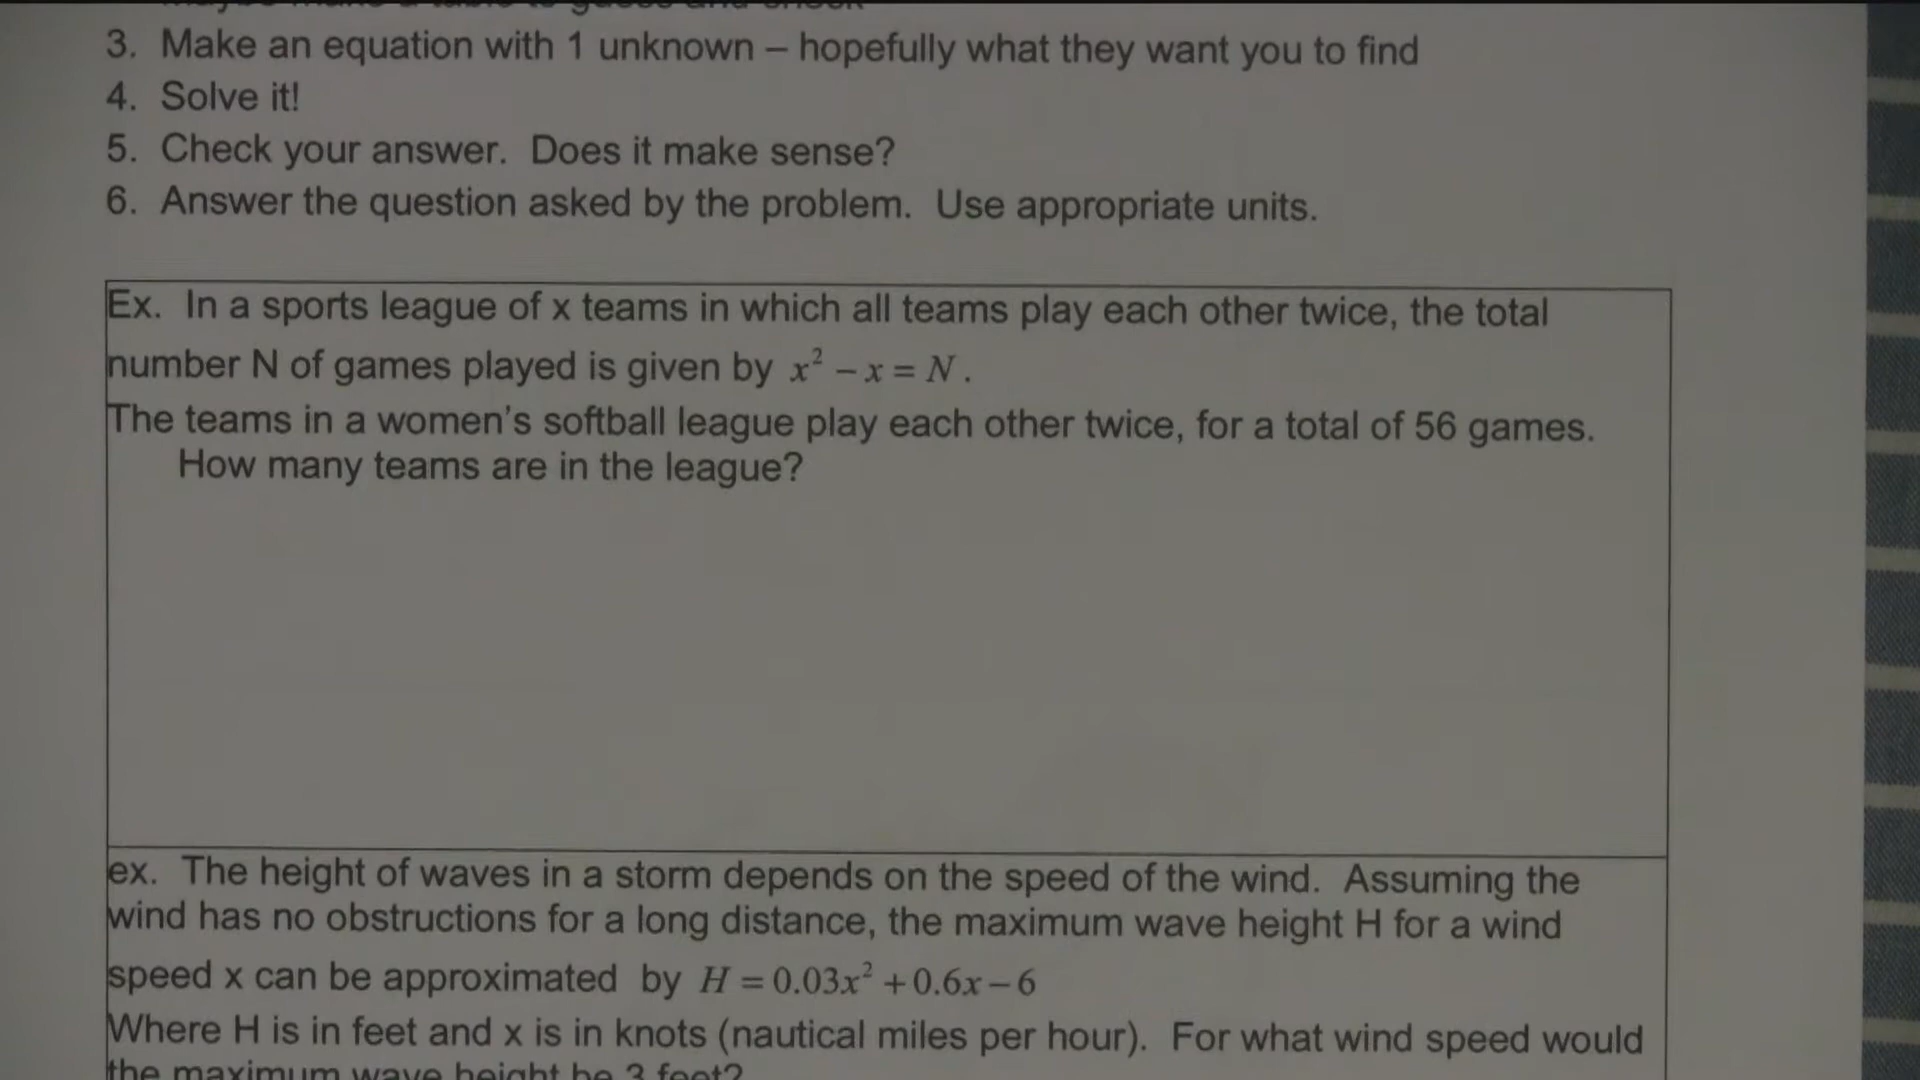 3. Make an equation with 1 unknown – hopefully what they want you to find
4. Solve it!
5. Check your answer. Does it make sense?
6. Answer the question asked by the problem. Use appropriate units.
Ex. In a sports league of x teams in which all teams play each other twice, the total
number N of games played is given by x² – x = N.
The teams in a women's softball league play each other twice, for a total of 56 games.
How many teams are in the league?
ex. The height of waves in a storm depends on the speed of the wind. Assuming the
wind has no obstructions for a long distance, the maximum wave height H for a wind
speed x can be approximated by H = 0.03x² + 0.6x – 6
Where H is in feet and x is in knots (nautical miles per hour). For what wind speed would
the maximum wave height be 3 feet?